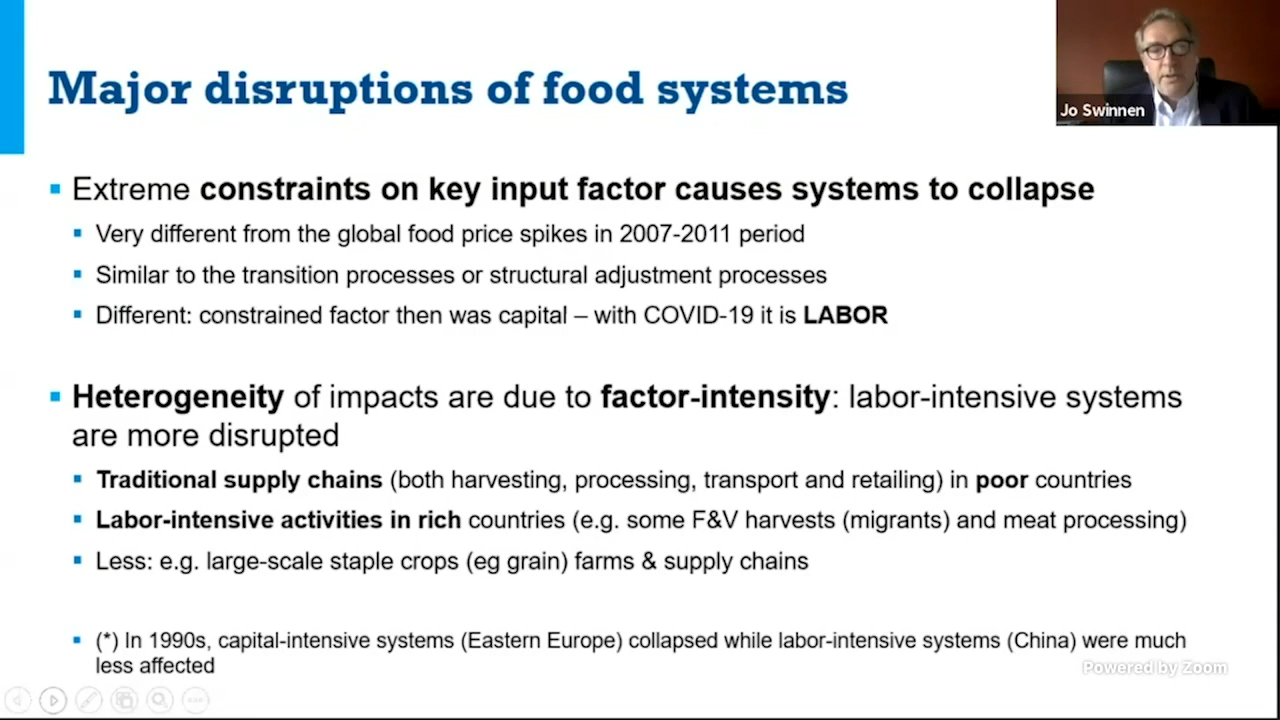 Major disruptions of food systems
Jo Swinnen
▪ Extreme constraints on key input factor causes systems to collapse
▪ Very different from the global food price spikes in 2007-2011 period
▪ Similar to the transition processes or structural adjustment processes
▪ Different: constrained factor then was capital – with COVID-19 it is LABOR
▪ Heterogeneity of impacts are due to factor-intensity: labor-intensive systems
are more disrupted
▪ Traditional supply chains (both harvesting, processing, transport and retailing) in poor countries
▪ Labor-intensive activities in rich countries (e.g. some F&V harvests (migrants) and meat processing)
▪ Less: e.g. large-scale staple crops (eg grain) farms & supply chains
▪ (*) In 1990s, capital-intensive systems (Eastern Europe) collapsed while labor-intensive systems (China) were much
less affected
Powered by Zoom